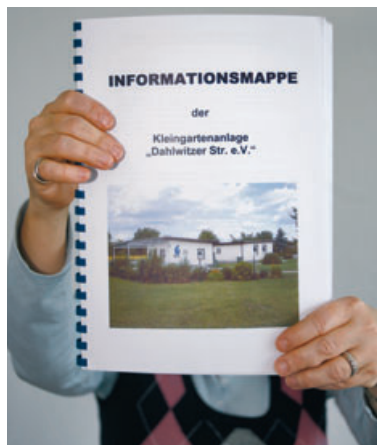 INFORMATIONSMAPPE
der
Kleingartenanlage
„Dahlwitzer Str. e.V.“